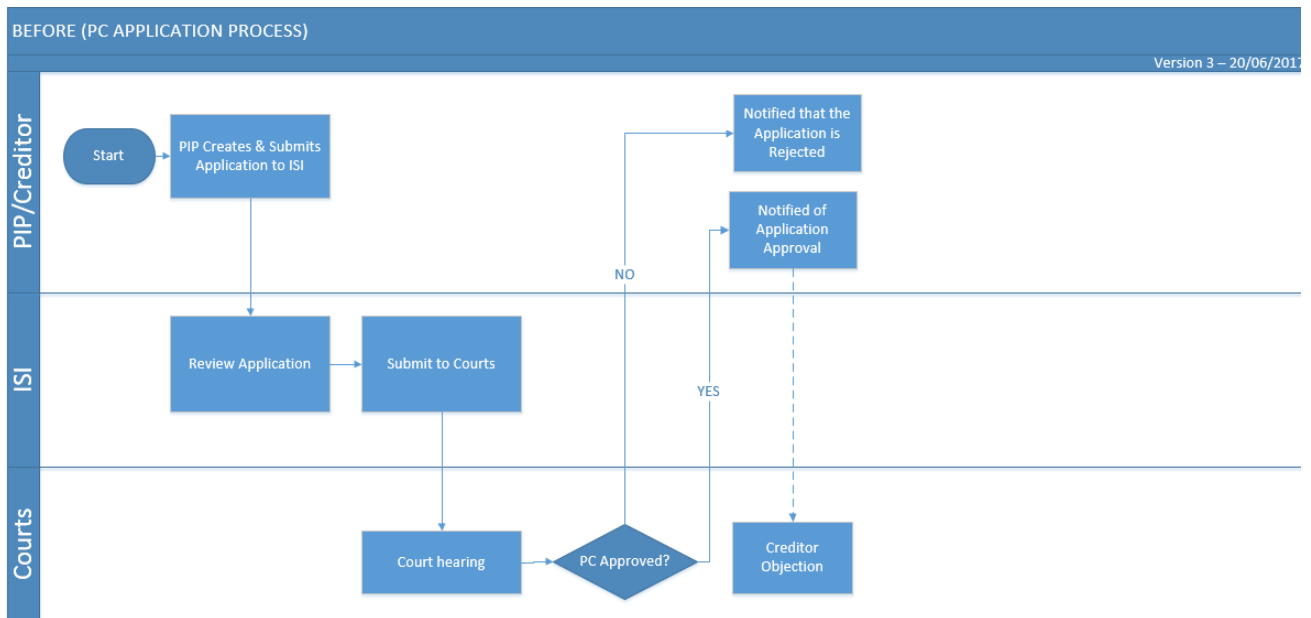 BEFORE (PC APPLICATION PROCESS)
Version 3 – 20/06/2017
PIP/Creditor
Start
PIP Creates & Submits
Application to ISI
Notified that the
Application is
Rejected
Notified of
Application
Approval
NO
ISI
Review Application
Submit to Courts
YES
Courts
Court hearing
PC Approved?
Creditor
Objection